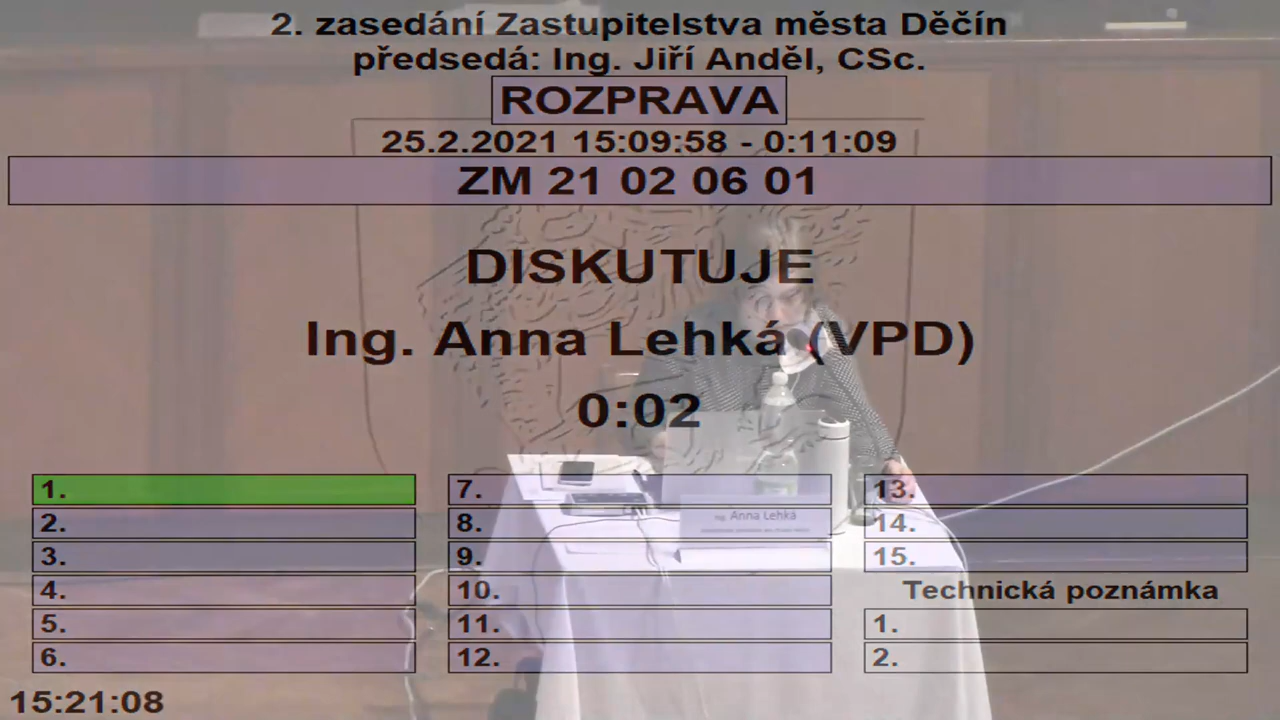 2. zasedání Zastupitelstva města Děčín
předsedá: Ing. Jiří Anděl, CSc.
ROZPRAVA
25.2.2021 15:09:58 - 0:11:09
ZM 21 02 06 01
DISKUTUJE
Ing. Anna Lehká (VPD)
0:02
1.
2.
3.
4.
5.
6.
7.
8.
9.
10.
11.
12.
13.
14.
15.
Technická poznámka
1.
2.
Ing. Anna Lehká
15:21:08